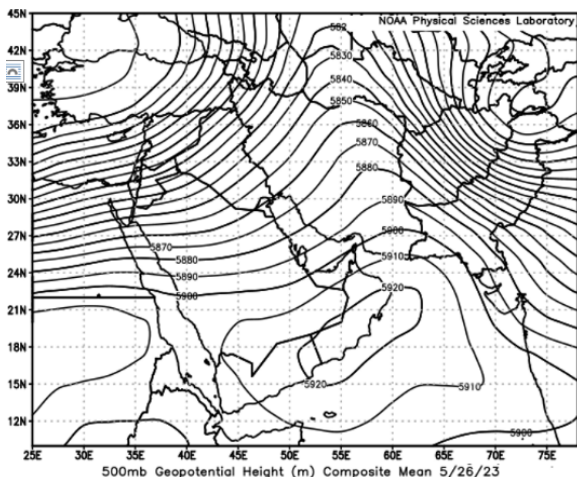 NOAA Physical Sciences Laboratory
45N
42N
39N
36N
33N
30N
27N
24N
21N
18N
15N
12N
582
5830
5840
5850
5860
5870
5880
5890
5900
5910
5920
5870
5880
5890
5900
5920
5910
5900
25E 30E 35E 40E 45E 50E 55E 60E 65E 70E 75E
500mb Geopotential Height (m) Composite Mean 5/26/23